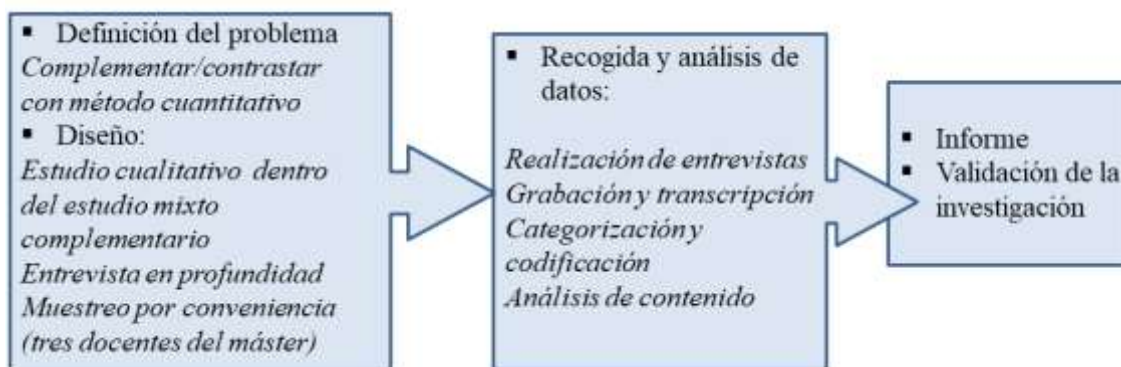 ▪ Definición del problema
Complementar/contrastar
con método cuantitativo
▪ Diseño:
Estudio cualitativo dentro
del estudio mixto
complementario
Entrevista en profundidad
Muestreo por conveniencia
(tres docentes del máster)
▪ Recogida y análisis de
datos:
Realización de entrevistas
Grabación y transcripción
Categorización y
codificación
Análisis de contenido
▪ Informe
▪ Validación de la
investigación